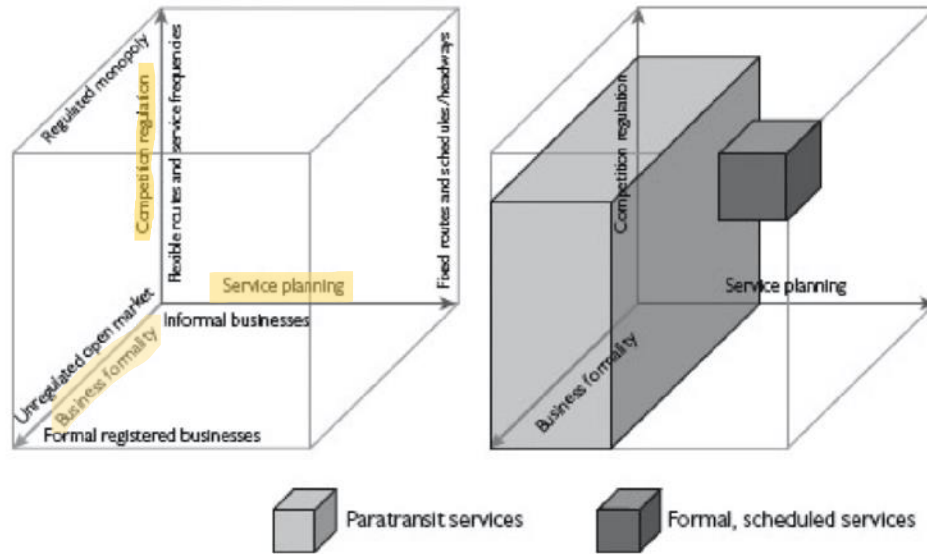 Regulated monopoly
Competition regulation
Flexible routes and service frequencies
Fixed routes and schedules/headways
Service planning
Informal businesses
Unregulated open market
Business formality
Formal registered businesses
Competition regulation
Service planning
Business formality
Paratransit services
Formal, scheduled services